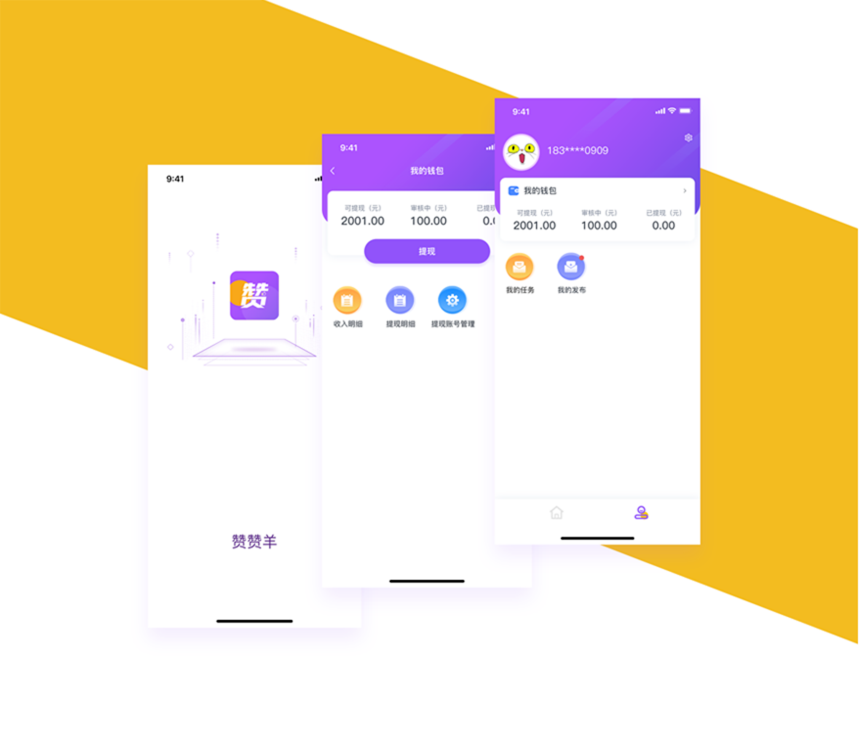 9:41
赞
赞赞羊
9:41
我的钱包
可提现（元） 审核中（元） 已提现
2001.00 100.00 0.0
提现
收入明细 提现明细 提现账号管理
9:41
183****0909
我的钱包
可提现（元） 审核中（元） 已提现（元）
2001.00 100.00 0.00
我的任务 我的发布